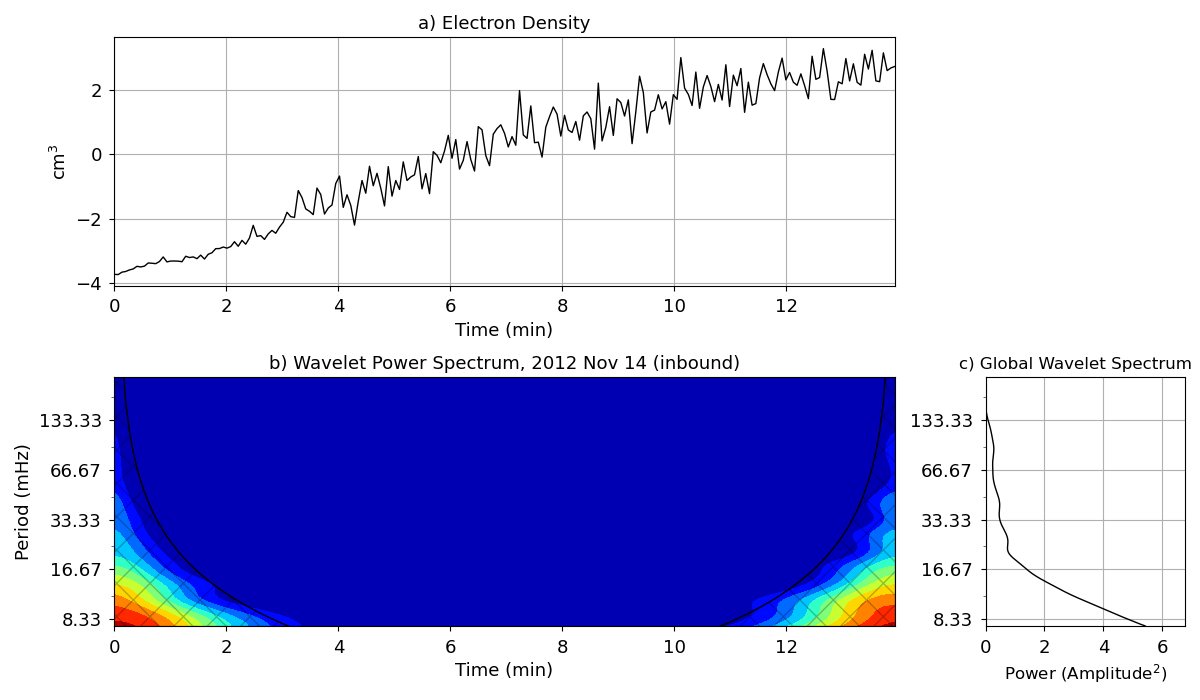 a) Electron Density
cm³
2
0
−2
−4
0 2 4 6 8 10 12
Time (min)
b) Wavelet Power Spectrum, 2012 Nov 14 (inbound)
Period (mHz)
133.33
66.67
33.33
16.67
8.33
0 2 4 6 8 10 12
Time (min)
c) Global Wavelet Spectrum
133.33
66.67
33.33
16.67
8.33
0 2 4 6
Power (Amplitude²)